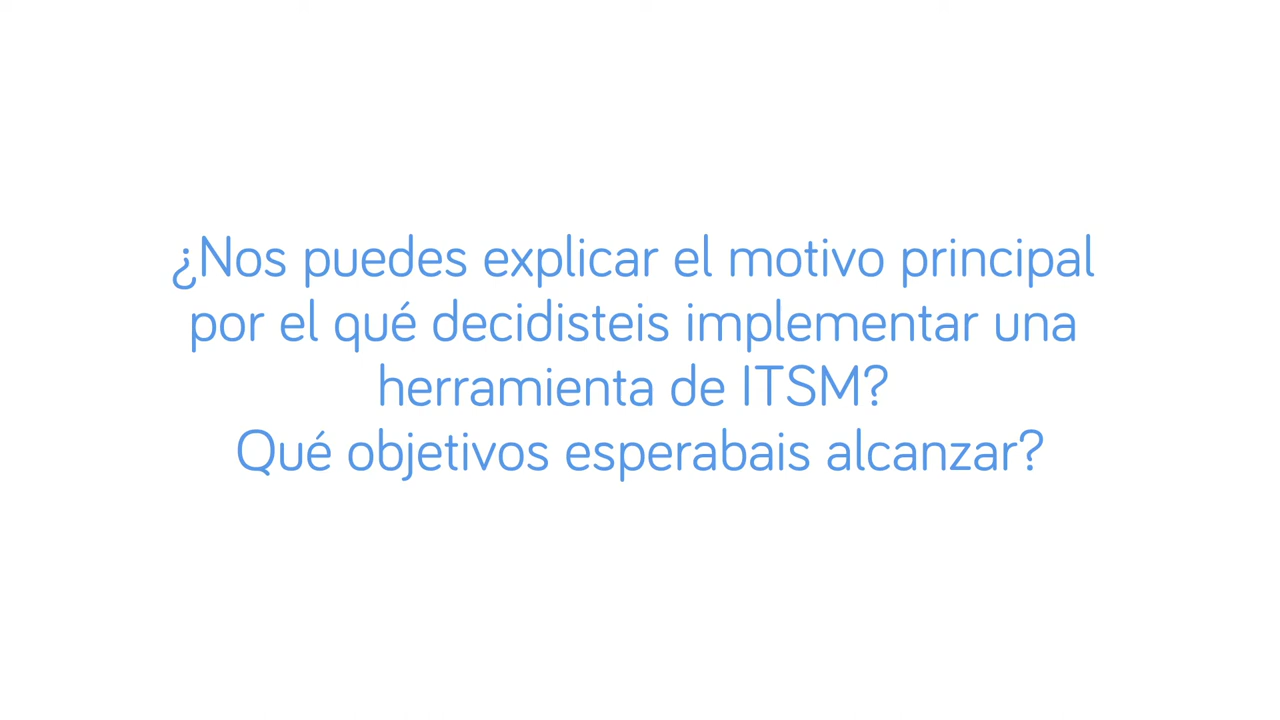 ¿Nos puedes explicar el motivo principal
por el qué decidisteis implementar una
herramienta de ITSM?
Qué objetivos esperabais alcanzar?